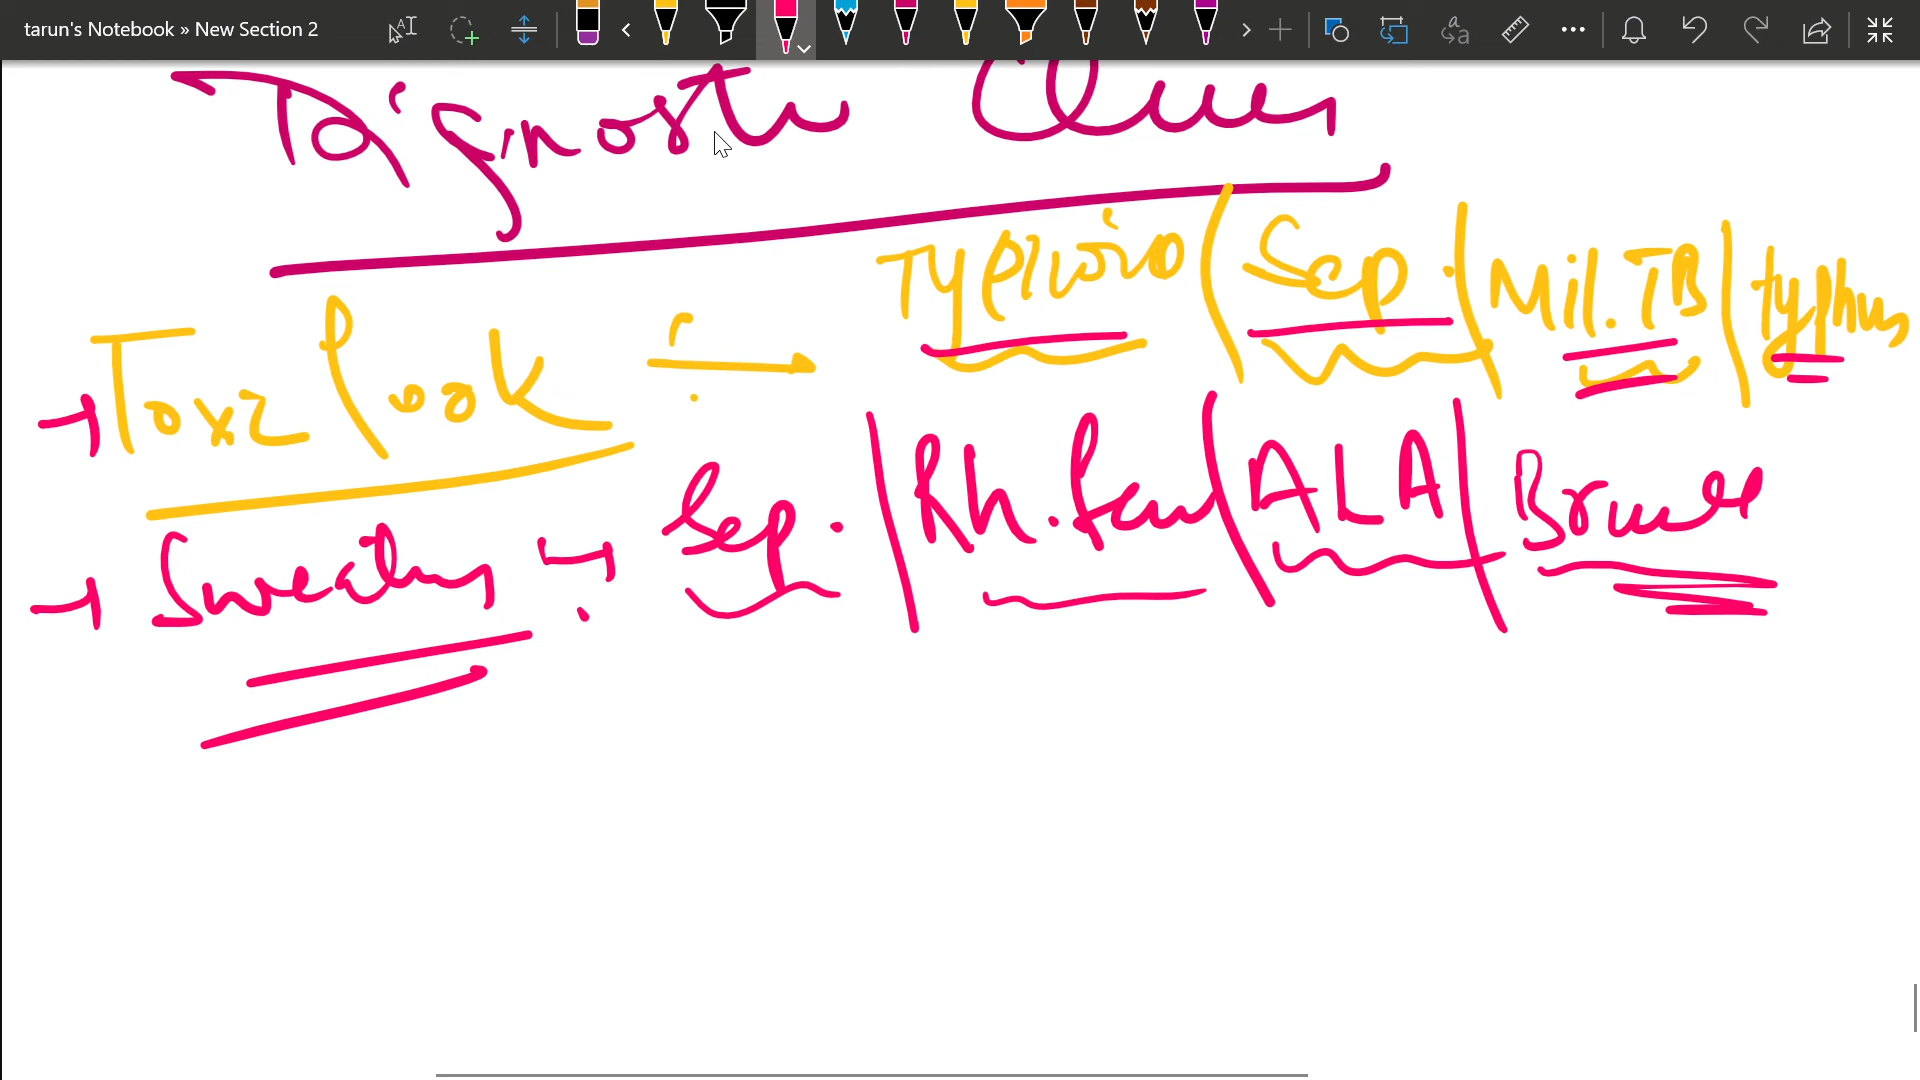 tarun's Notebook » New Section 2
Diagnostic Clues
Typhoid / Sep. / Mil. TB / typhus
→ Toxic look :→
→ Sweating :→ Sep. / Rh. fev / ALA / Brucell